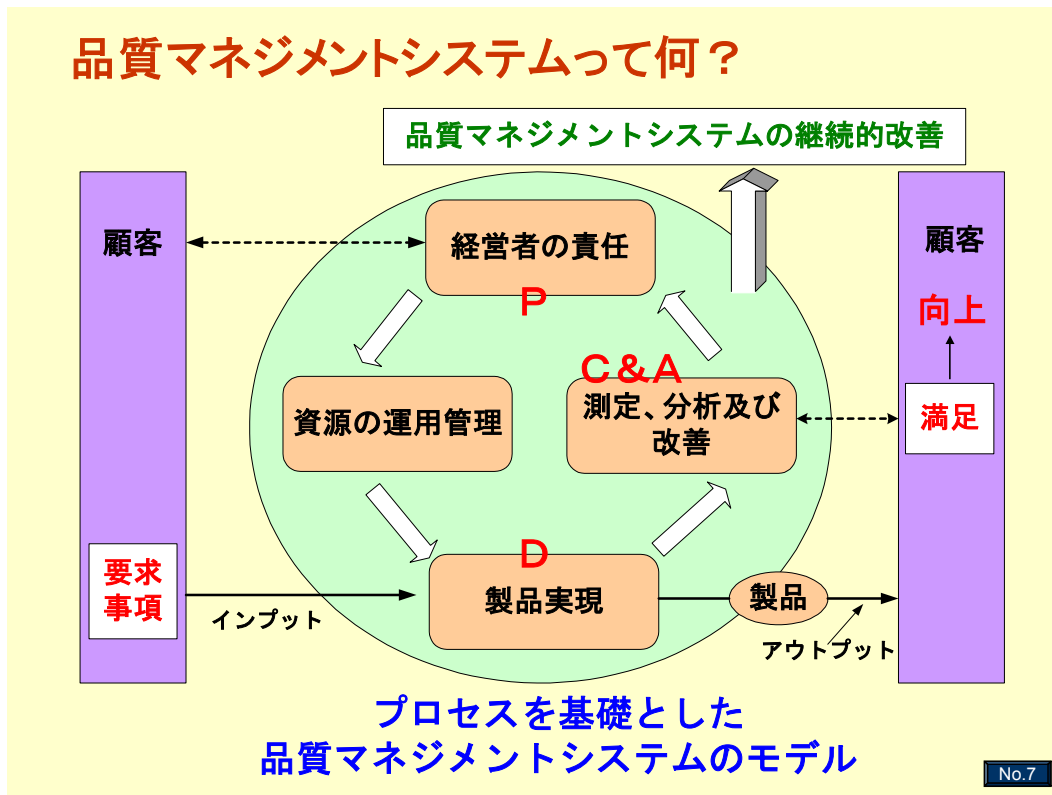 品質マネジメントシステムって何？
品質マネジメントシステムの継続的改善
顧客
経営者の責任
顧客
P
向上
C＆A
資源の運用管理
測定、分析及び
改善
満足
D
要求
事項
製品実現
製品
インプット
アウトプット
プロセスを基礎とした
品質マネジメントシステムのモデル
No.7